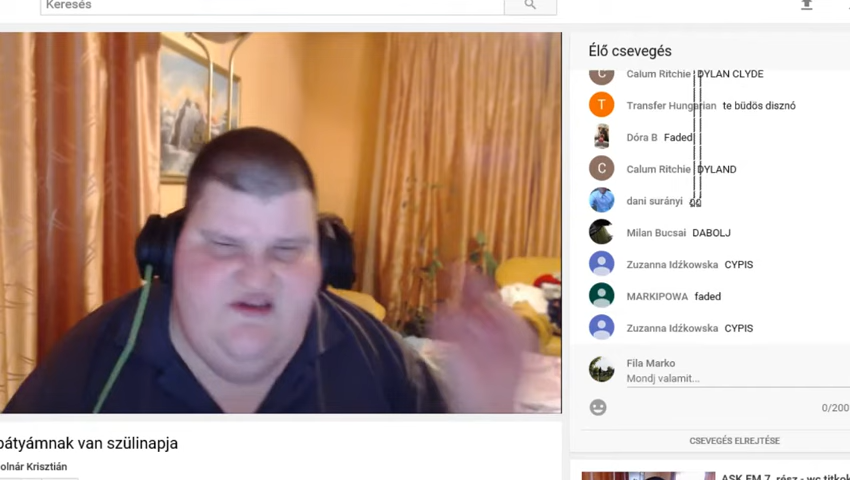 Keresés
Élő csevegés
Calum Ritchie DYLAN CLYDE
Transfer Hungarian te büdös disznó
Dóra B Faded
Calum Ritchie DYLAND
dani surányi
Milan Bucsai DABOLJ
Zuzanna Idźkowska CYPIS
MARKIPOWA faded
Zuzanna Idźkowska CYPIS
Fila Marko
Mondj valamit...
0/200
CSEVEGÉS ELREJTÉSE
bátyámnak van szülinapja
olnár Krisztián
ASK.FM 7. rész - wc titkok